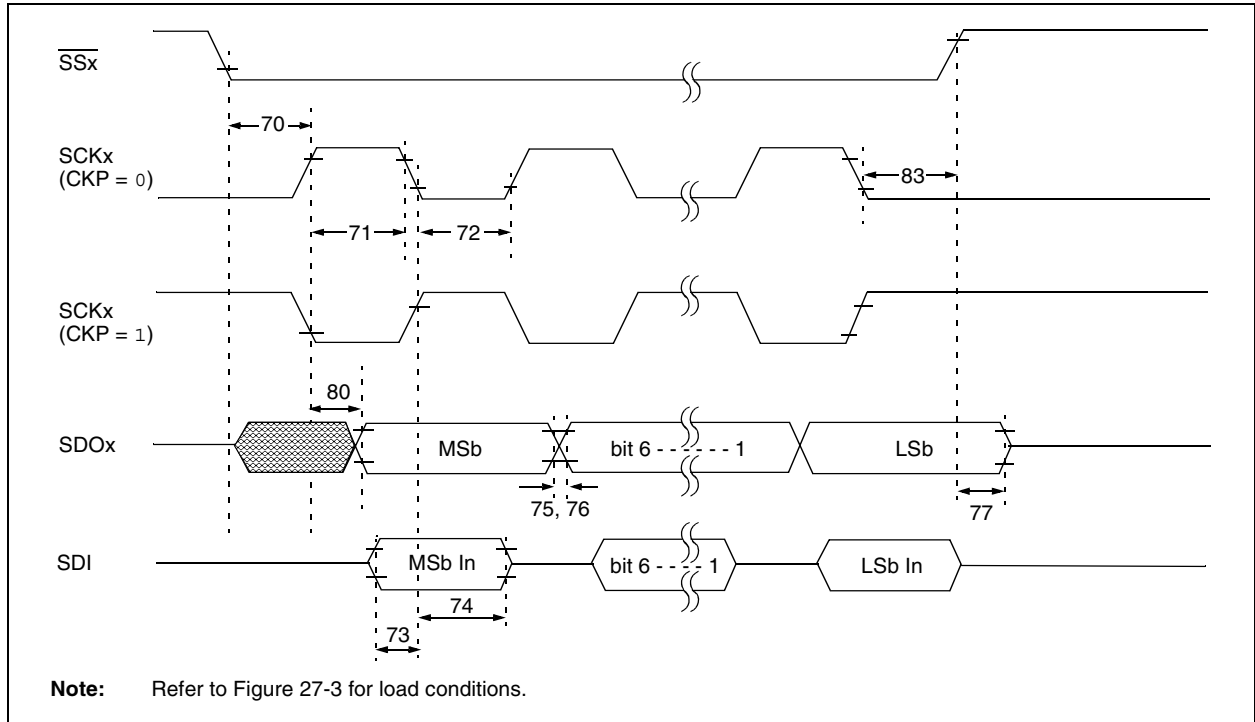 SSx
70
SCKx
(CKP = 0)
83
71
72
SCKx
(CKP = 1)
80
SDOx
MSb
bit 6 - - - - - - 1
LSb
75, 76
77
SDI
MSb In
bit 6 - - - - 1
LSb In
74
73
Note: Refer to Figure 27-3 for load conditions.